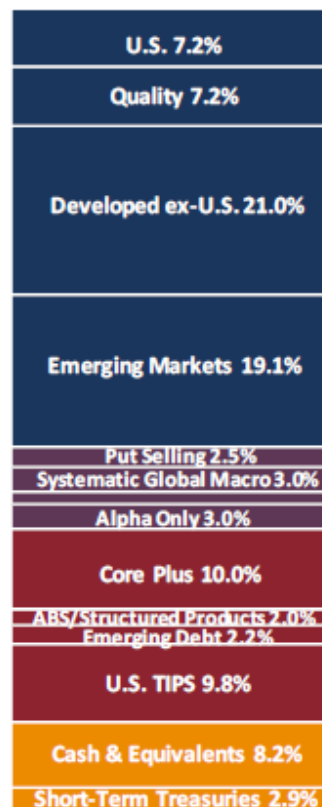 U.S. 7.2%
Quality 7.2%
Developed ex-U.S. 21.0%
Emerging Markets 19.1%
Put Selling 2.5%
Systematic Global Macro 3.0%
Alpha Only 3.0%
Core Plus 10.0%
ABS/Structured Products 2.0%
Emerging Debt 2.2%
U.S. TIPS 9.8%
Cash & Equivalents 8.2%
Short-Term Treasuries 2.9%